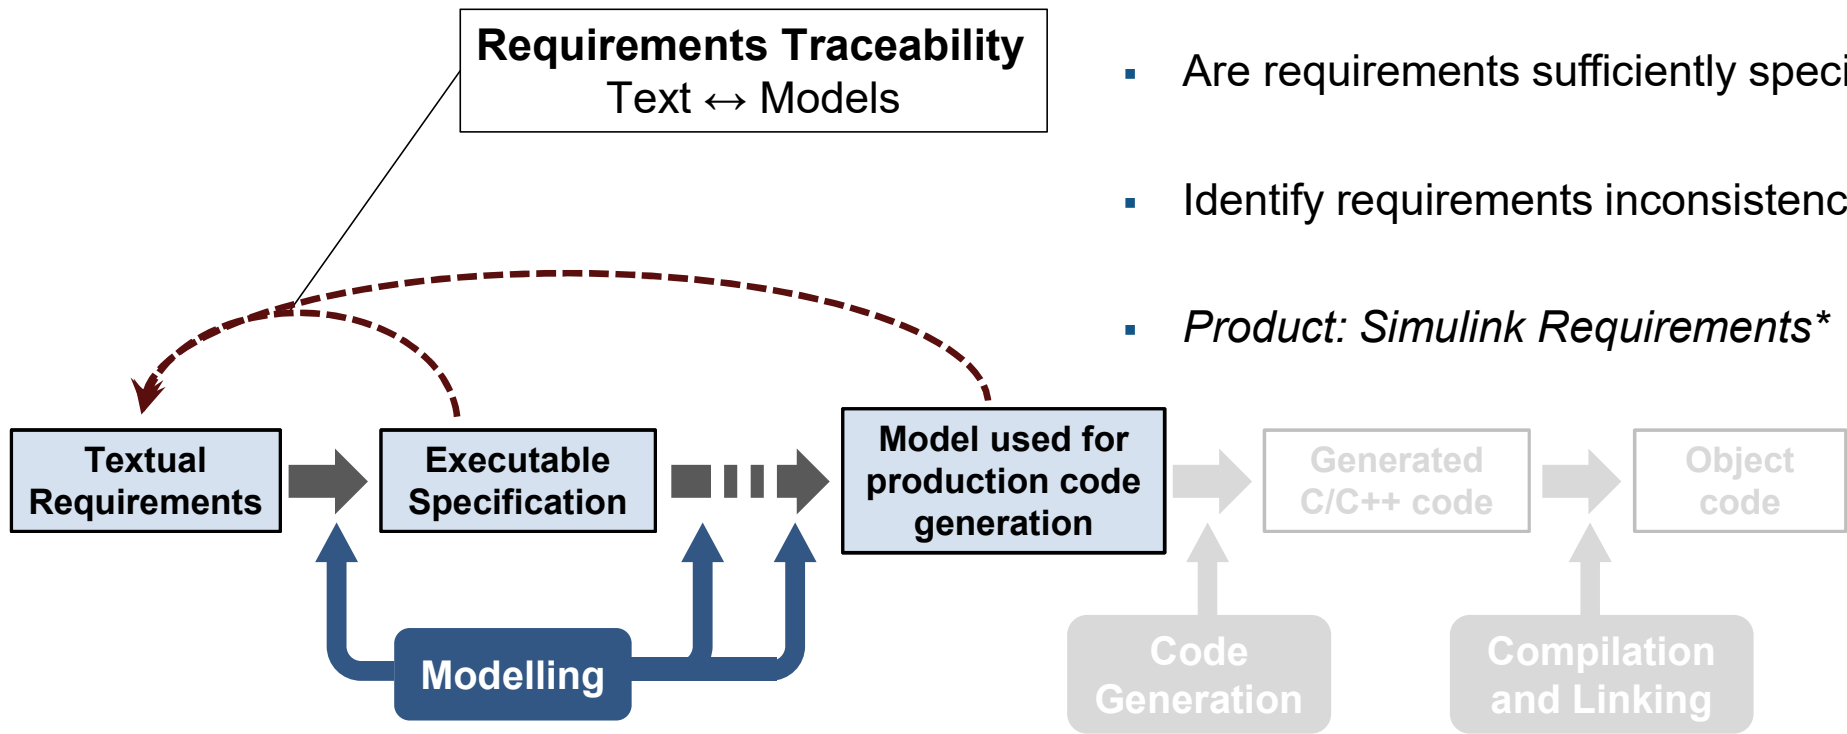 Requirements Traceability
Text ↔ Models
▪ Are requirements sufficiently speci
▪ Identify requirements inconsistenc
▪ Product: Simulink Requirements*
Textual
Requirements
Executable
Specification
Model used for
production code
generation
Generated
C/C++ code
Object
code
Modelling
Code
Generation
Compilation
and Linking